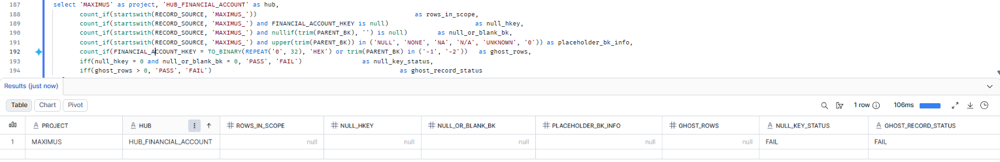 187 select 'MAXIMUS' as project, 'HUB_FINANCIAL_ACCOUNT' as hub,
188 count_if(startswith(RECORD_SOURCE, 'MAXIMUS_')) as rows_in_scope,
189 count_if(startswith(RECORD_SOURCE, 'MAXIMUS_') and FINANCIAL_ACCOUNT_HKEY is null) as null_hkey,
190 count_if(startswith(RECORD_SOURCE, 'MAXIMUS_') and nullif(trim(PARENT_BK), '') is null) as null_or_blank_bk,
191 count_if(startswith(RECORD_SOURCE, 'MAXIMUS_') and upper(trim(PARENT_BK)) in ('NULL', 'NONE', 'NA', 'N/A', 'UNKNOWN', '0')) as placeholder_bk_info,
192 count_if(FINANCIAL_ACCOUNT_HKEY = TO_BINARY(REPEAT('0', 32), 'HEX') or trim(PARENT_BK) in ('-1', '-2')) as ghost_rows,
193 iff(null_hkey = 0 and null_or_blank_bk = 0, 'PASS', 'FAIL') as null_key_status,
194 iff(ghost_rows > 0, 'PASS', 'FAIL') as ghost_record_status
Results (just now)
Table Chart Pivot 1 row 106ms
PROJECT HUB ROWS_IN_SCOPE NULL_HKEY NULL_OR_BLANK_BK PLACEHOLDER_BK_INFO GHOST_ROWS NULL_KEY_STATUS GHOST_RECORD_STATUS
1 MAXIMUS HUB_FINANCIAL_ACCOUNT null null null null null FAIL FAIL